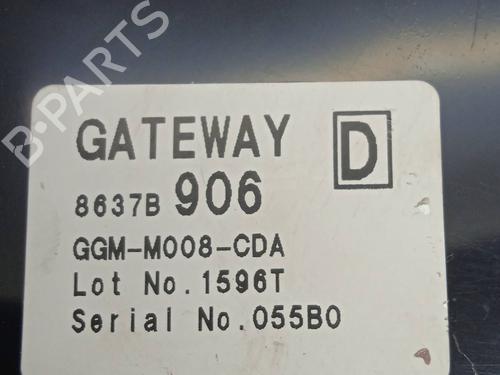 B-PARTS
GATEWAY
D
8637B 906
GGM-M008-CDA
Lot No.1596T
Serial No.055B0